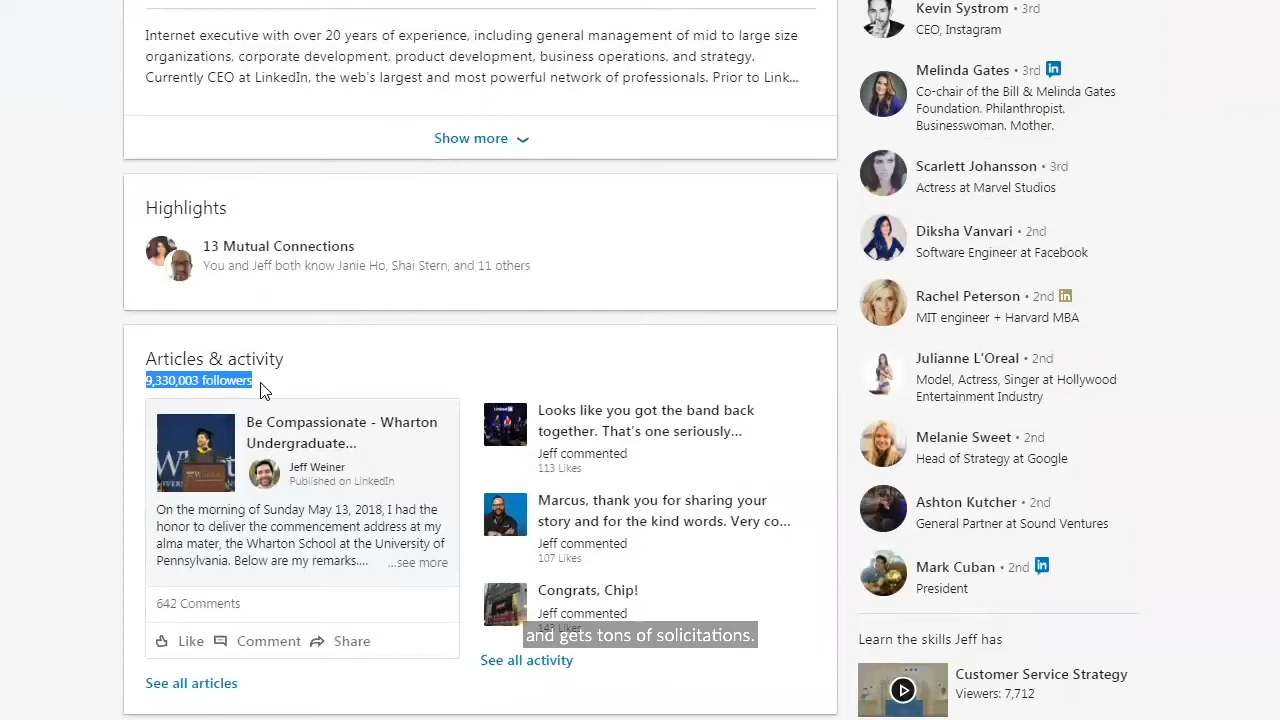 Internet executive with over 20 years of experience, including general management of mid to large size
organizations, corporate development, product development, business operations, and strategy.
Currently CEO at LinkedIn, the web's largest and most powerful network of professionals. Prior to Link...
Show more
Highlights
13 Mutual Connections
You and Jeff both know Janie Ho, Shai Stern, and 11 others
Articles & activity
9,330,003 followers
Be Compassionate - Wharton
Undergraduate...
Jeff Weiner
Published on LinkedIn
On the morning of Sunday May 13, 2018, I had the
honor to deliver the commencement address at my
alma mater, the Wharton School at the University of
Pennsylvania. Below are my remarks....
...see more
642 Comments
Like
Comment
Share
See all articles
Looks like you got the band back
together. That's one seriously...
Jeff commented
113 Likes
Marcus, thank you for sharing your
story and for the kind words. Very co...
Jeff commented
107 Likes
Congrats, Chip!
Jeff commented
and gets tons of solicitations.
See all activity
Kevin Systrom • 3rd
CEO, Instagram
Melinda Gates • 3rd
Co-chair of the Bill & Melinda Gates
Foundation. Philanthropist.
Businesswoman. Mother.
Scarlett Johansson • 3rd
Actress at Marvel Studios
Diksha Vanvari • 2nd
Software Engineer at Facebook
Rachel Peterson • 2nd
MIT engineer + Harvard MBA
Julianne L'Oreal • 2nd
Model, Actress, Singer at Hollywood
Entertainment Industry
Melanie Sweet • 2nd
Head of Strategy at Google
Ashton Kutcher • 2nd
General Partner at Sound Ventures
Mark Cuban • 2nd
President
Learn the skills Jeff has
Customer Service Strategy
Viewers: 7,712